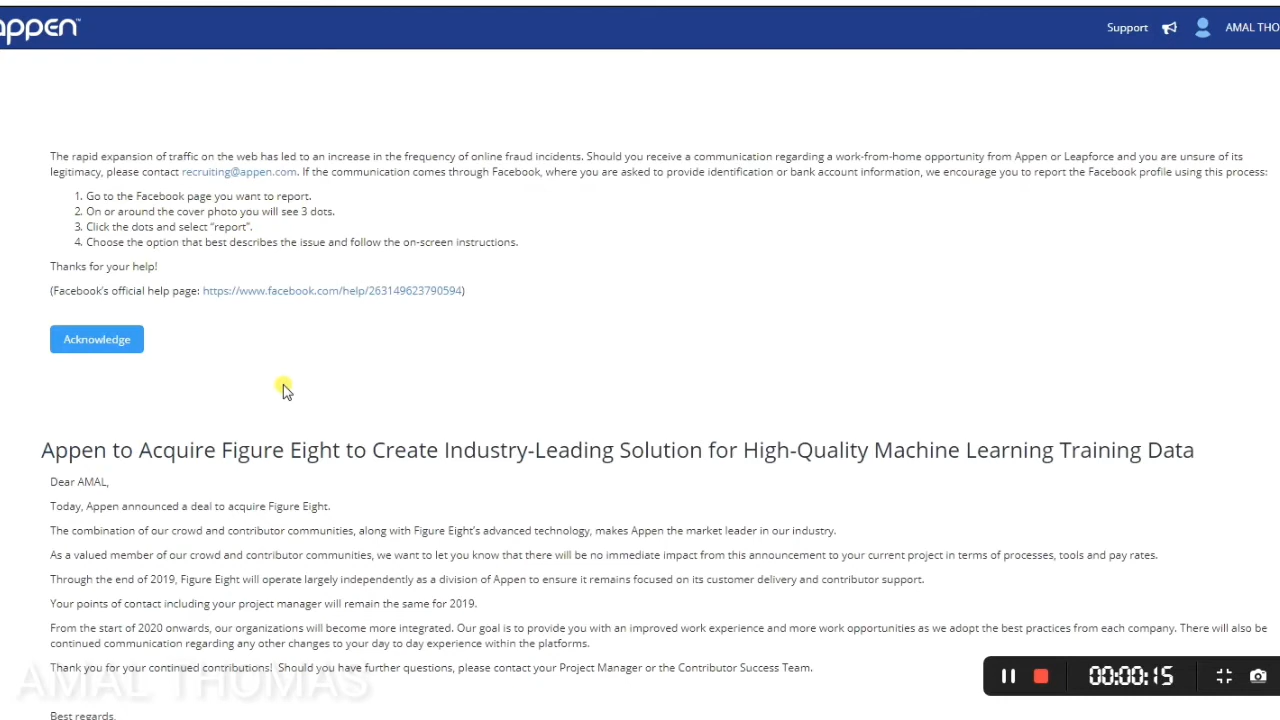 appen
Support
AMAL THO
The rapid expansion of traffic on the web has led to an increase in the frequency of online fraud incidents. Should you receive a communication regarding a work-from-home opportunity from Appen or Leapforce and you are unsure of its
legitimacy, please contact recruiting@appen.com. If the communication comes through Facebook, where you are asked to provide identification or bank account information, we encourage you to report the Facebook profile using this process:
1. Go to the Facebook page you want to report.
2. On or around the cover photo you will see 3 dots.
3. Click the dots and select “report”.
4. Choose the option that best describes the issue and follow the on-screen instructions.
Thanks for your help!
(Facebook’s official help page: https://www.facebook.com/help/263149623790594)
Acknowledge
Appen to Acquire Figure Eight to Create Industry-Leading Solution for High-Quality Machine Learning Training Data
Dear AMAL,
Today, Appen announced a deal to acquire Figure Eight.
The combination of our crowd and contributor communities, along with Figure Eight’s advanced technology, makes Appen the market leader in our industry.
As a valued member of our crowd and contributor communities, we want to let you know that there will be no immediate impact from this announcement to your current project in terms of processes, tools and pay rates.
Through the end of 2019, Figure Eight will operate largely independently as a division of Appen to ensure it remains focused on its customer delivery and contributor support.
Your points of contact including your project manager will remain the same for 2019.
From the start of 2020 onwards, our organizations will become more integrated. Our goal is to provide you with an improved work experience and more work opportunities as we adopt the best practices from each company. There will also be
continued communication regarding any other changes to your day to day experience within the platforms.
Thank you for your continued contributions! Should you have further questions, please contact your Project Manager or the Contributor Success Team.
AMAL THOMAS
00:00:15
Best regards,